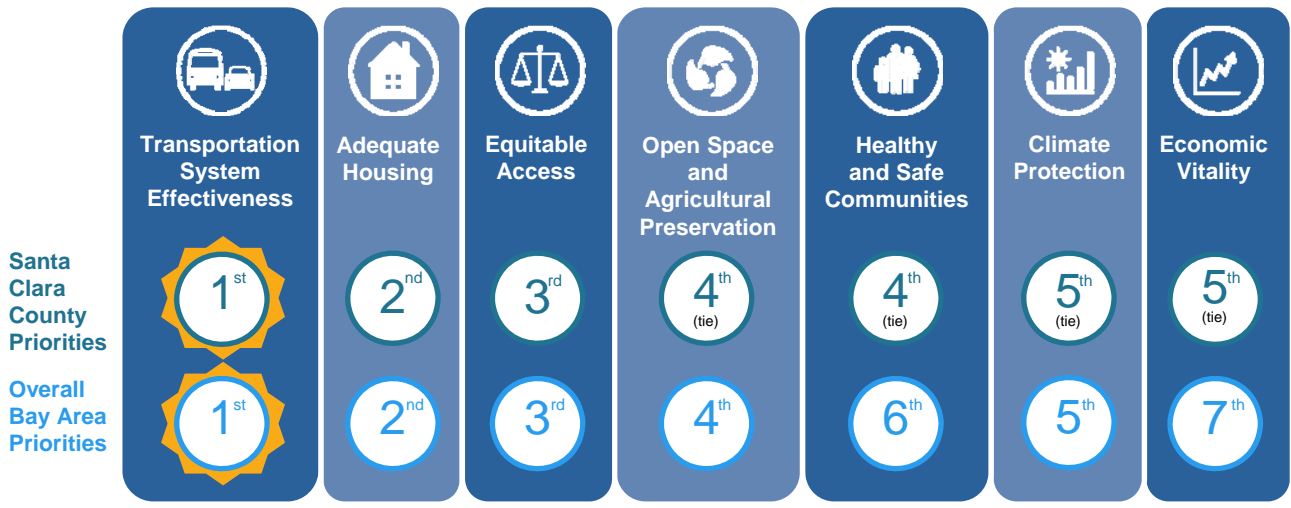 Transportation
System
Effectiveness
Adequate
Housing
Equitable
Access
Open Space
and
Agricultural
Preservation
Healthy
and Safe
Communities
Climate
Protection
Economic
Vitality
Santa
Clara
County
Priorities
1st
2nd
3rd
4th
(tie)
4th
(tie)
5th
(tie)
5th
(tie)
Overall
Bay Area
Priorities
1st
2nd
3rd
4th
6th
5th
7th